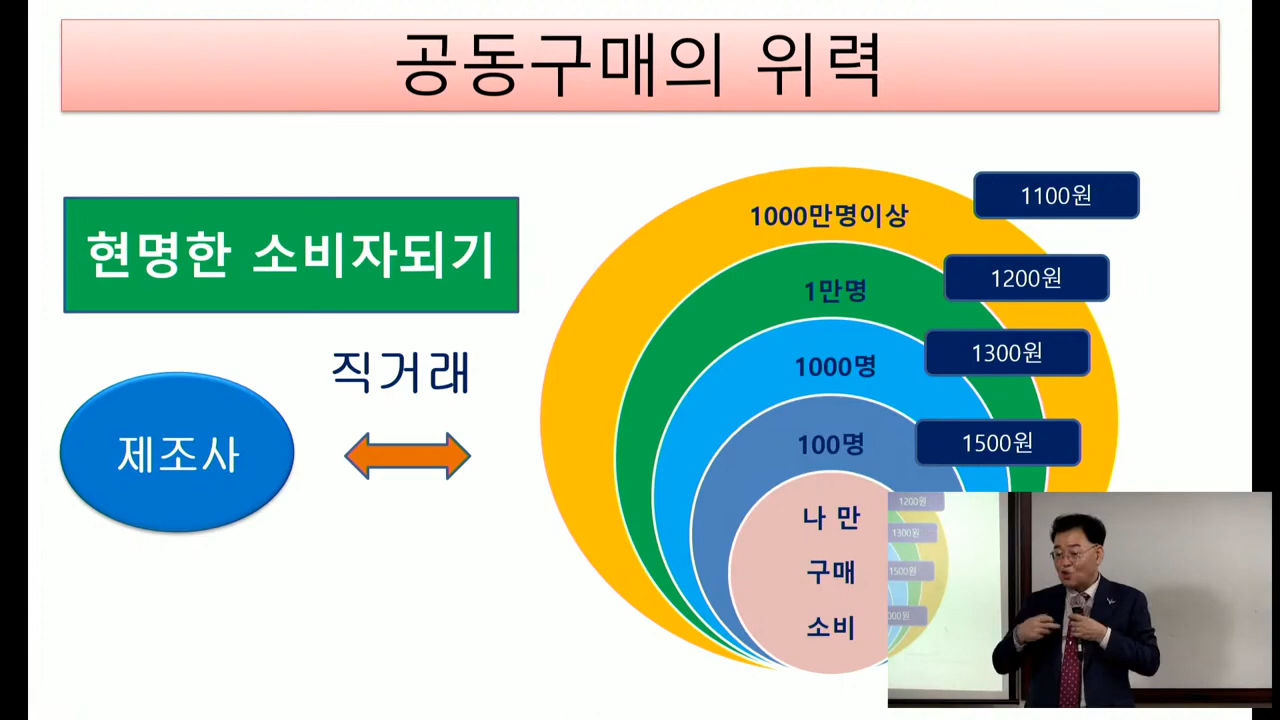 공동구매의 위력
현명한 소비자되기
직거래
제조사
1000만명이상
1100원
1만명
1200원
1000명
1300원
100명
1500원
나 만
구매
소비
1200원
1300원
1500원